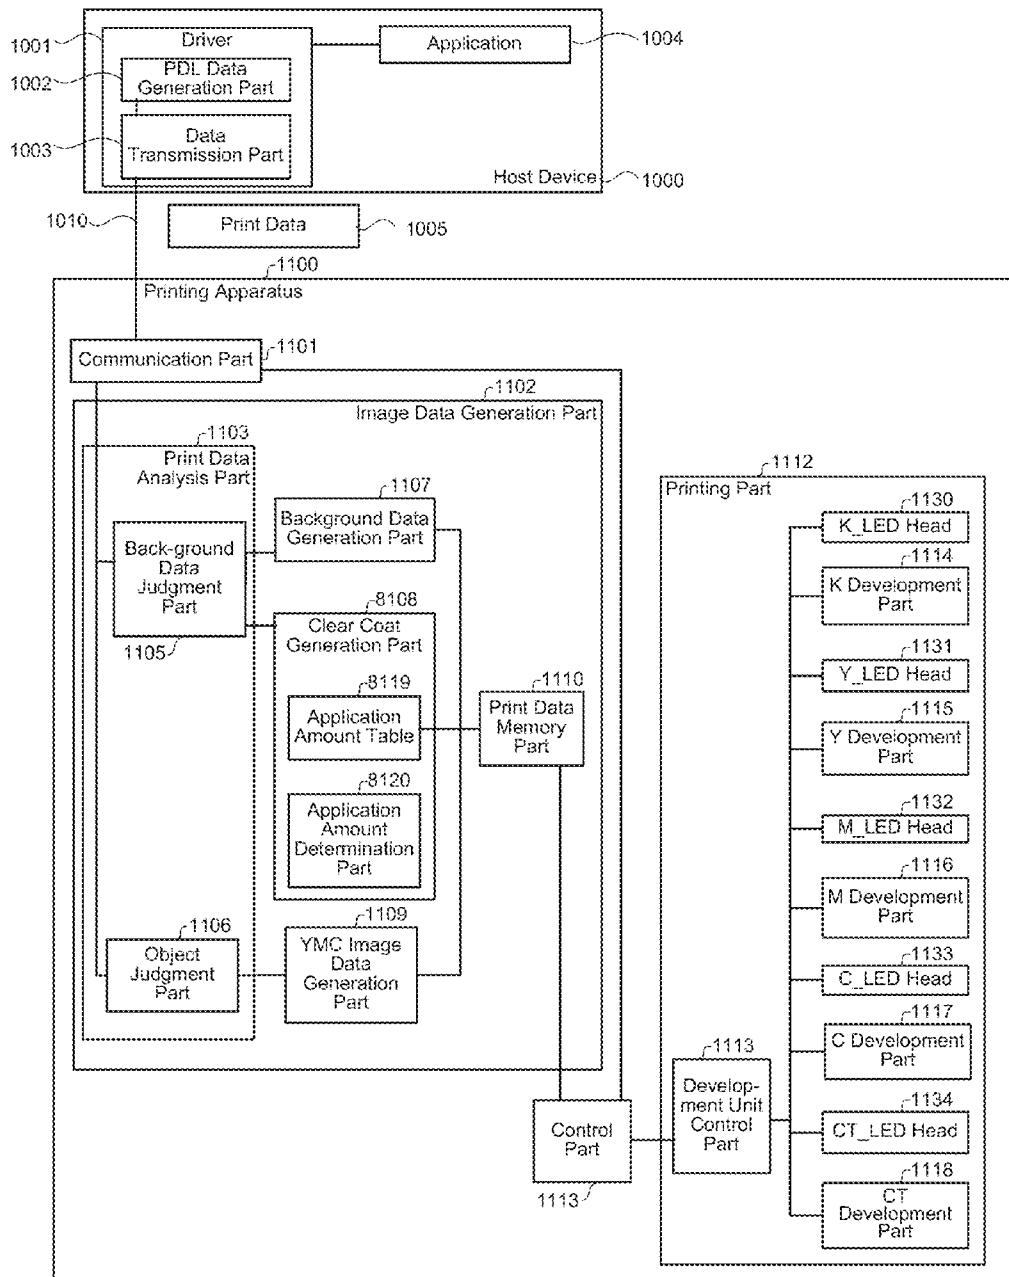 1001
Driver
Application
1004
1002
PDL Data
Generation Part
1003
Data
Transmission Part
Host Device
1000
1010
Print Data
1005
1100
Printing Apparatus
Communication Part
1101
1102
Image Data Generation Part
1103
Print Data
Analysis Part
1107
Background Data
Generation Part
Back-ground
Data
Judgment
Part
1105
8108
Clear Coat
Generation Part
8119
Application
Amount Table
8120
Application
Amount
Determination
Part
1110
Print Data
Memory
Part
1106
Object
Judgment
Part
1109
YMC Image
Data
Generation
Part
Control
Part
1113
1112
Printing Part
1113
Develop-
ment Unit
Control
Part
1130
K_LED Head
1114
K Development
Part
1131
Y_LED Head
1115
Y Development
Part
1132
M_LED Head
1116
M Development
Part
1133
C_LED Head
1117
C Development
Part
1134
CT_LED Head
1118
CT
Development Part